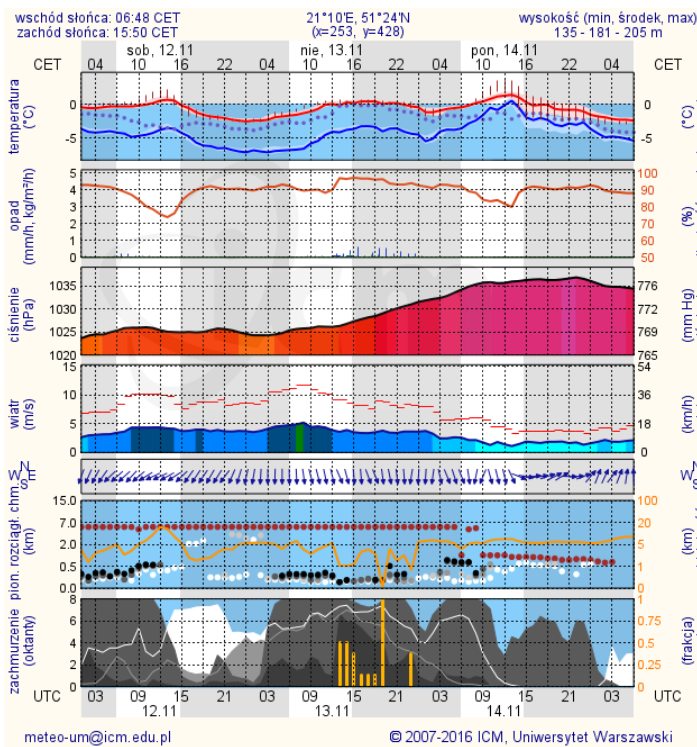 wschód słońca: 06:48 CET 21°10'E, 51°24'N wysokość (min, środek, max)
zachód słońca: 15:50 CET (x=253, y=428) 135 - 181 - 205 m
sob, 12.11 nie, 13.11 pon, 14.11
CET 04 10 16 22 04 10 16 22 04 10 16 22 04 CET
temperatura (°C)
0
-5
0
-5
(°C)
opad (mm/h, kg/m²/h)
5
4
3
2
1
0
100
90
80
70
60
50
(%)
ciśnienie (hPa)
1035
1030
1025
1020
776
772
769
765
(mm Hg)
wiatr (m/s)
15
10
5
0
54
36
18
0
(km/h)
N
W E
S
N
W
S
pion. rozciągł. chm. (km)
15.0
7.0
2.0
0.5
0.0
100
20
5
1
0
(km)
zachmurzenie (oktanty)
8
6
4
2
0
1
0.75
0.5
0.25
0
(frakcja)
UTC 03 09 15 21 03 09 15 21 03 09 15 21 03 UTC
12.11 13.11 14.11
meteo-um@icm.edu.pl © 2007-2016 ICM, Uniwersytet Warszawski